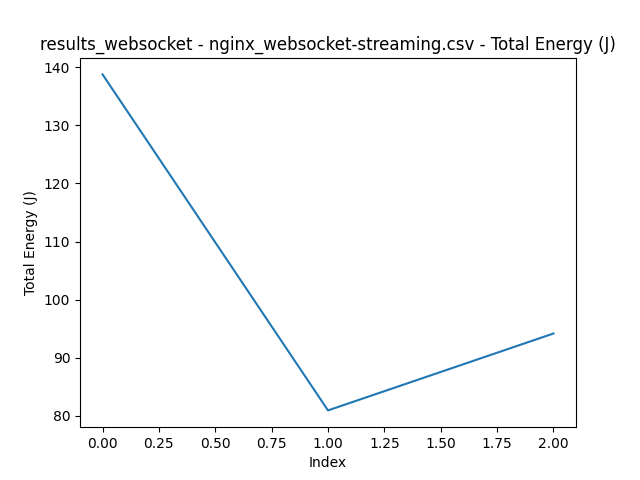 results_websocket - nginx_websocket-streaming.csv - Total Energy (J)
140
130
120
110
100
90
80
Total Energy (J)
0.00 0.25 0.50 0.75 1.00 1.25 1.50 1.75 2.00
Index